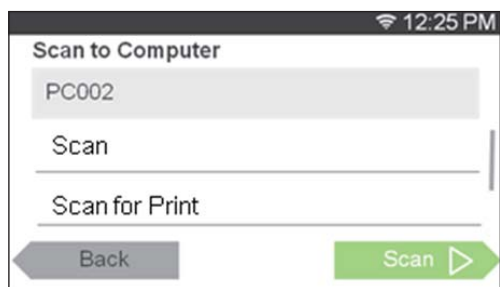 12:25 PM
Scan to Computer
PC002
Scan
Scan for Print
Back Scan